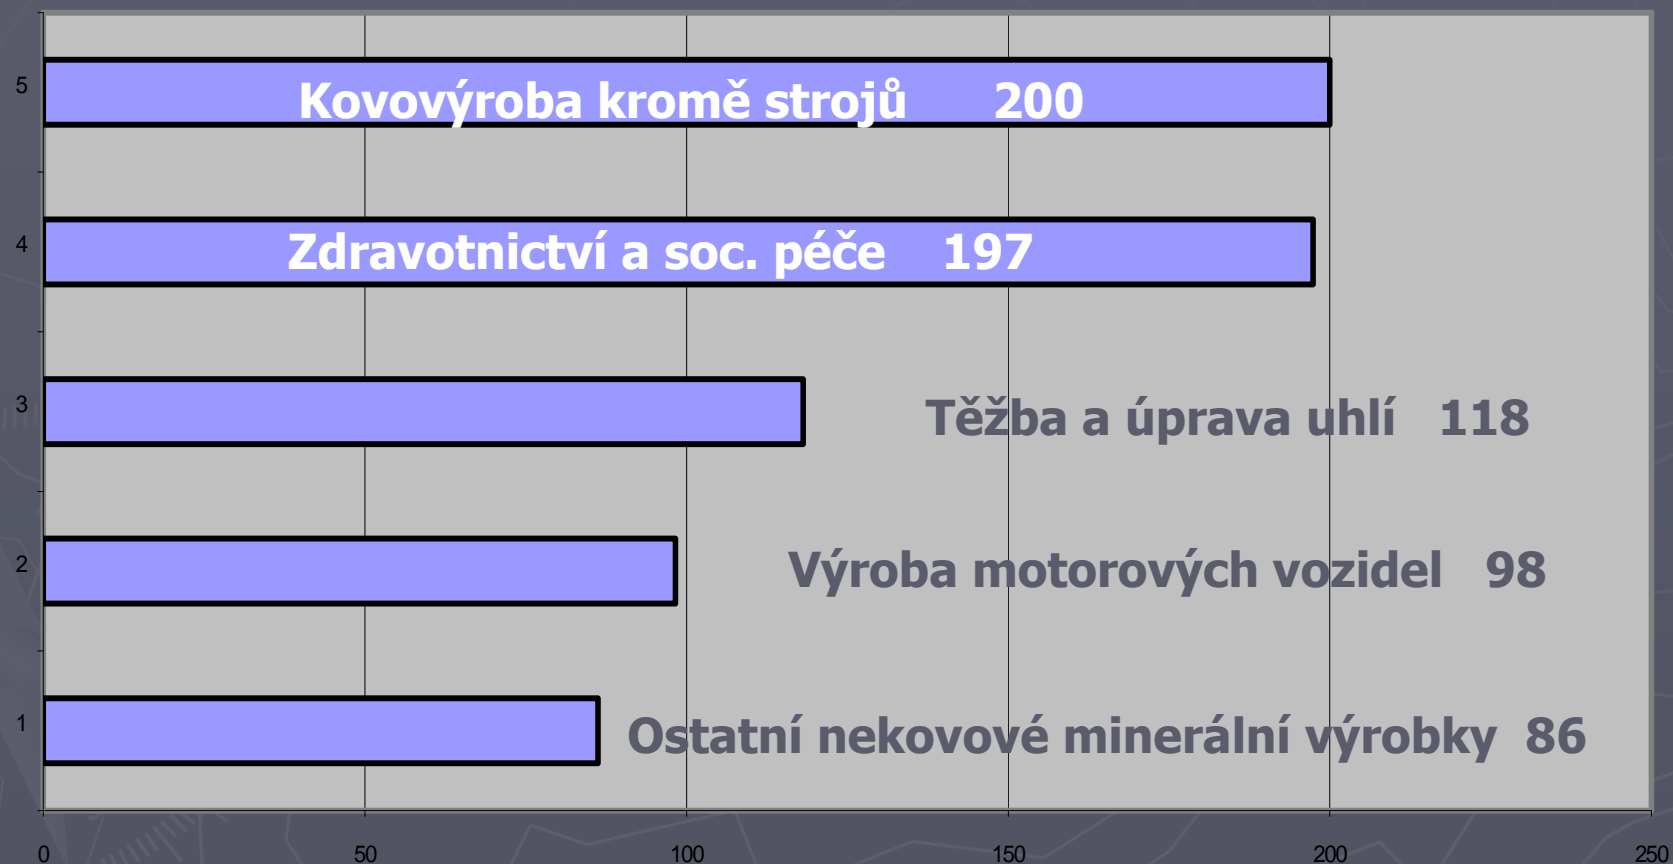 5
Kovovýroba kromě strojů 200
4
Zdravotnictví a soc. péče 197
3
Těžba a úprava uhlí 118
2
Výroba motorových vozidel 98
1
Ostatní nekovové minerální výrobky 86
0 50 100 150 200 250